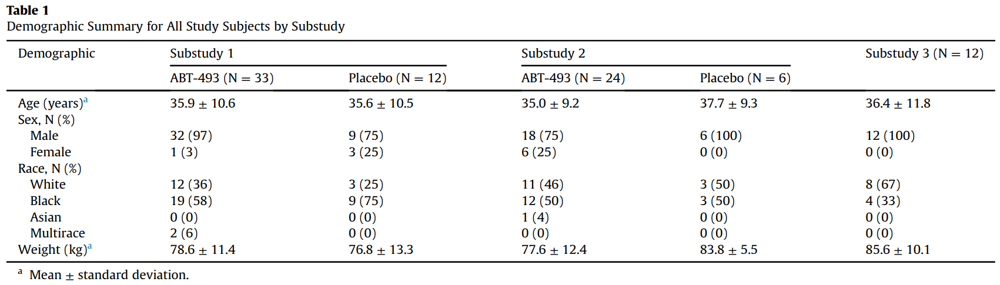 Table 1
Demographic Summary for All Study Subjects by Substudy
Demographic Substudy 1 Substudy 2 Substudy 3 (N = 12)
ABT-493 (N = 33) Placebo (N = 12) ABT-493 (N = 24) Placebo (N = 6)
Age (years)a 35.9 ± 10.6 35.6 ± 10.5 35.0 ± 9.2 37.7 ± 9.3 36.4 ± 11.8
Sex, N (%)
Male 32 (97) 9 (75) 18 (75) 6 (100) 12 (100)
Female 1 (3) 3 (25) 6 (25) 0 (0) 0 (0)
Race, N (%)
White 12 (36) 3 (25) 11 (46) 3 (50) 8 (67)
Black 19 (58) 9 (75) 12 (50) 3 (50) 4 (33)
Asian 0 (0) 0 (0) 1 (4) 0 (0) 0 (0)
Multirace 2 (6) 0 (0) 0 (0) 0 (0) 0 (0)
Weight (kg)a 78.6 ± 11.4 76.8 ± 13.3 77.6 ± 12.4 83.8 ± 5.5 85.6 ± 10.1
a Mean ± standard deviation.